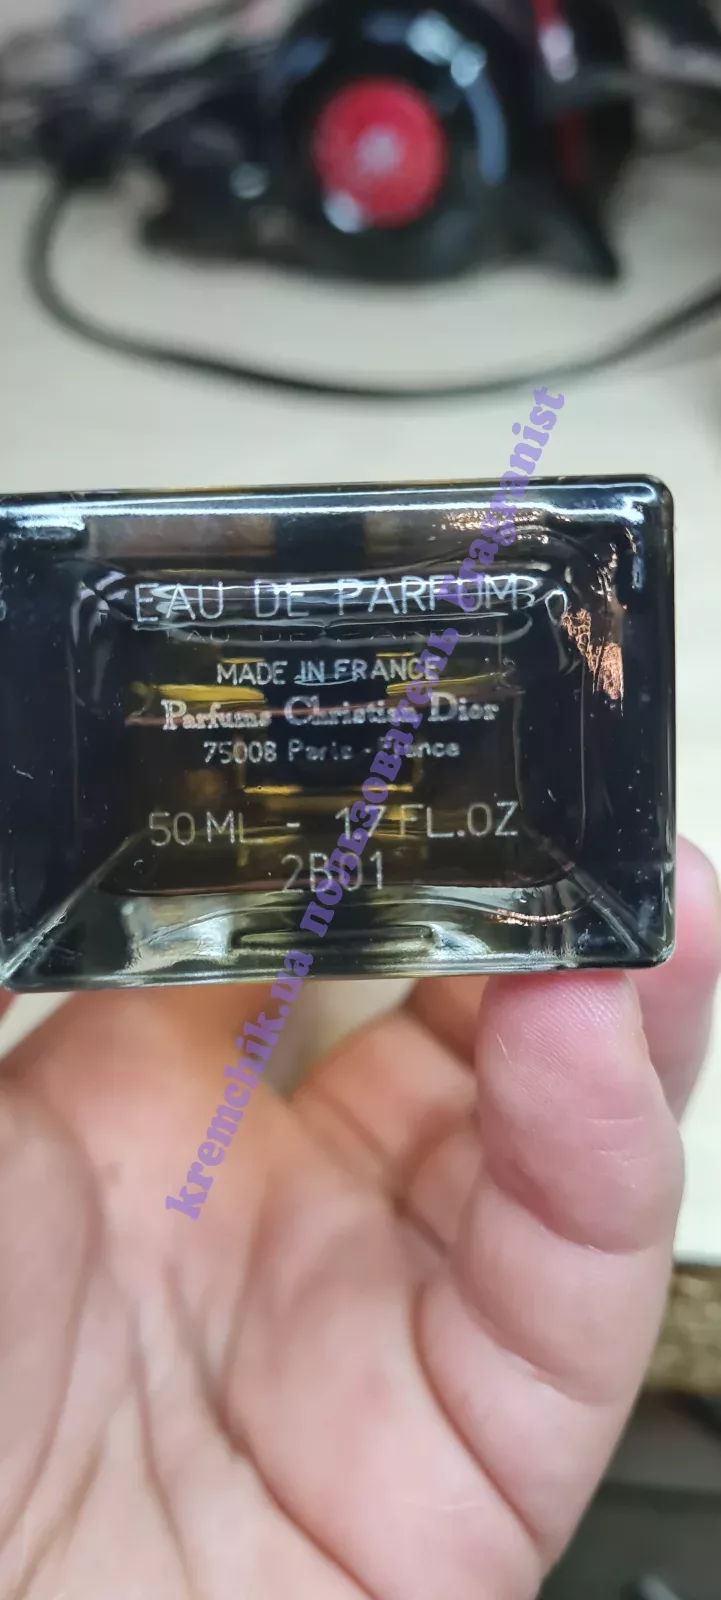 EAU DE PARFUM
MADE IN FRANCE
Parfums Christian Dior
75008 Paris - France
50 ML - 1.7 FL.OZ
2B01
kremchik.ua пользователь fragranist